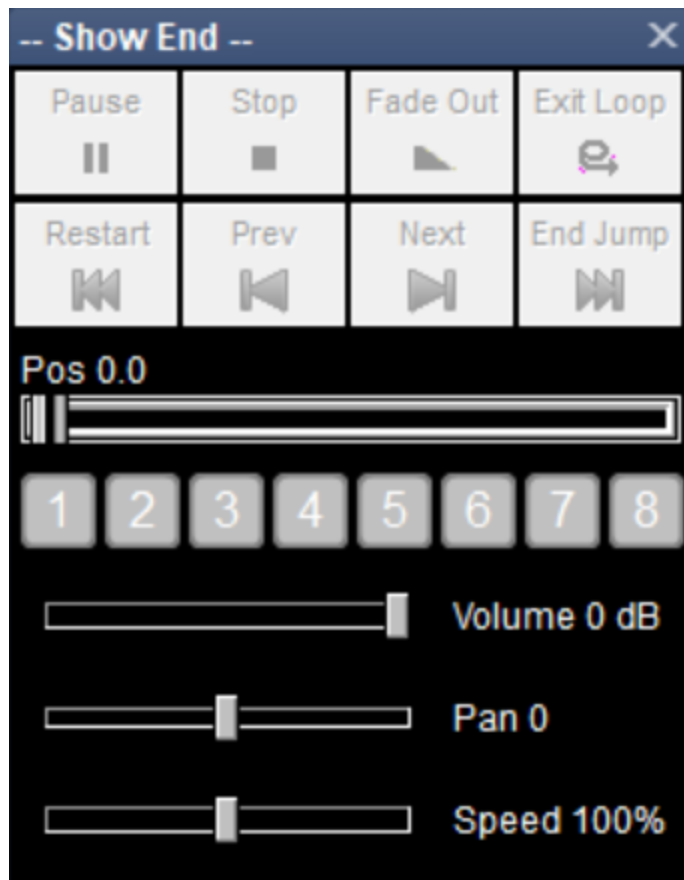 -- Show End --
Pause Stop Fade Out Exit Loop
Restart Prev Next End Jump
Pos 0.0
1 2 3 4 5 6 7 8
Volume 0 dB
Pan 0
Speed 100%